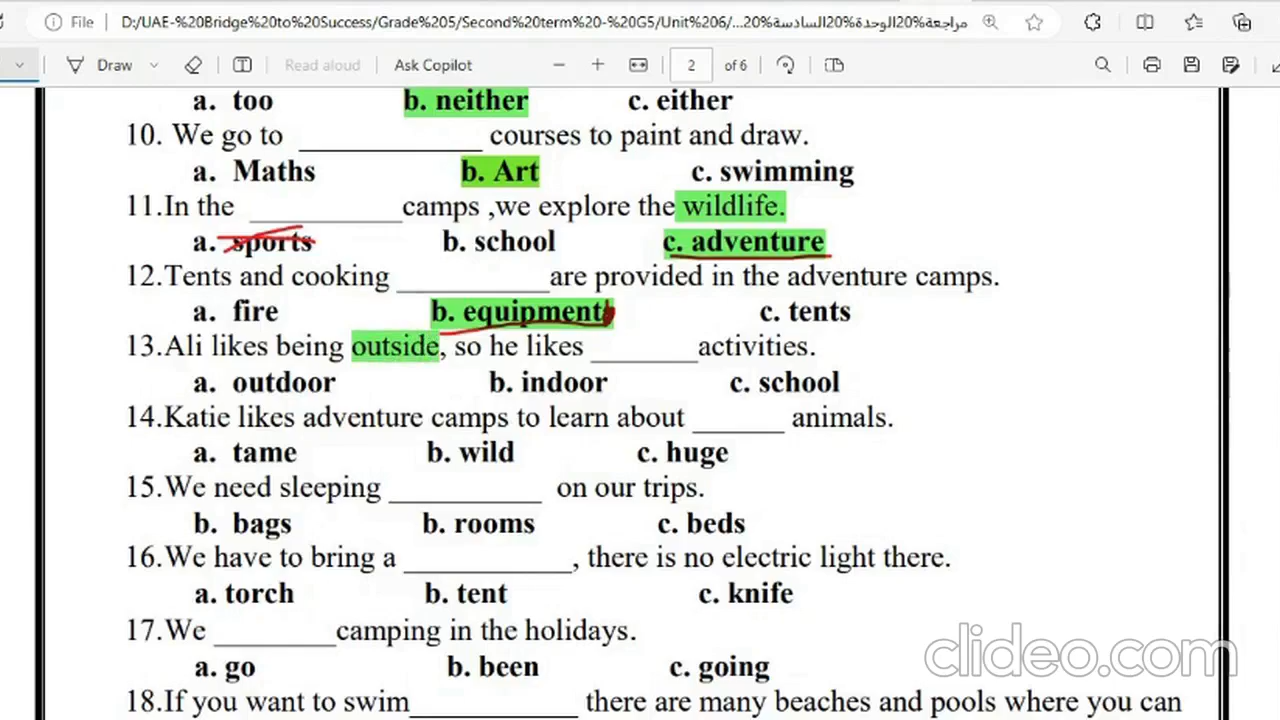 File D:/UAE-%20Bridge%20to%20Success/Grade%205/Second%20term%20-%20G5/Unit%206/...مراجعة%20الوحدة%20السادسة%20
Draw Read aloud Ask Copilot 2 of 6
a. too b. neither c. either
10. We go to ____________ courses to paint and draw.
a. Maths b. Art c. swimming
11.In the __________camps ,we explore the wildlife.
a. sports b. school c. adventure
12.Tents and cooking __________are provided in the adventure camps.
a. fire b. equipment c. tents
13.Ali likes being outside, so he likes _______activities.
a. outdoor b. indoor c. school
14.Katie likes adventure camps to learn about ______ animals.
a. tame b. wild c. huge
15.We need sleeping __________ on our trips.
b. bags b. rooms c. beds
16.We have to bring a ___________, there is no electric light there.
a. torch b. tent c. knife
17.We ________camping in the holidays.
a. go b. been c. going
18.If you want to swim___________ there are many beaches and pools where you can
clideo.com